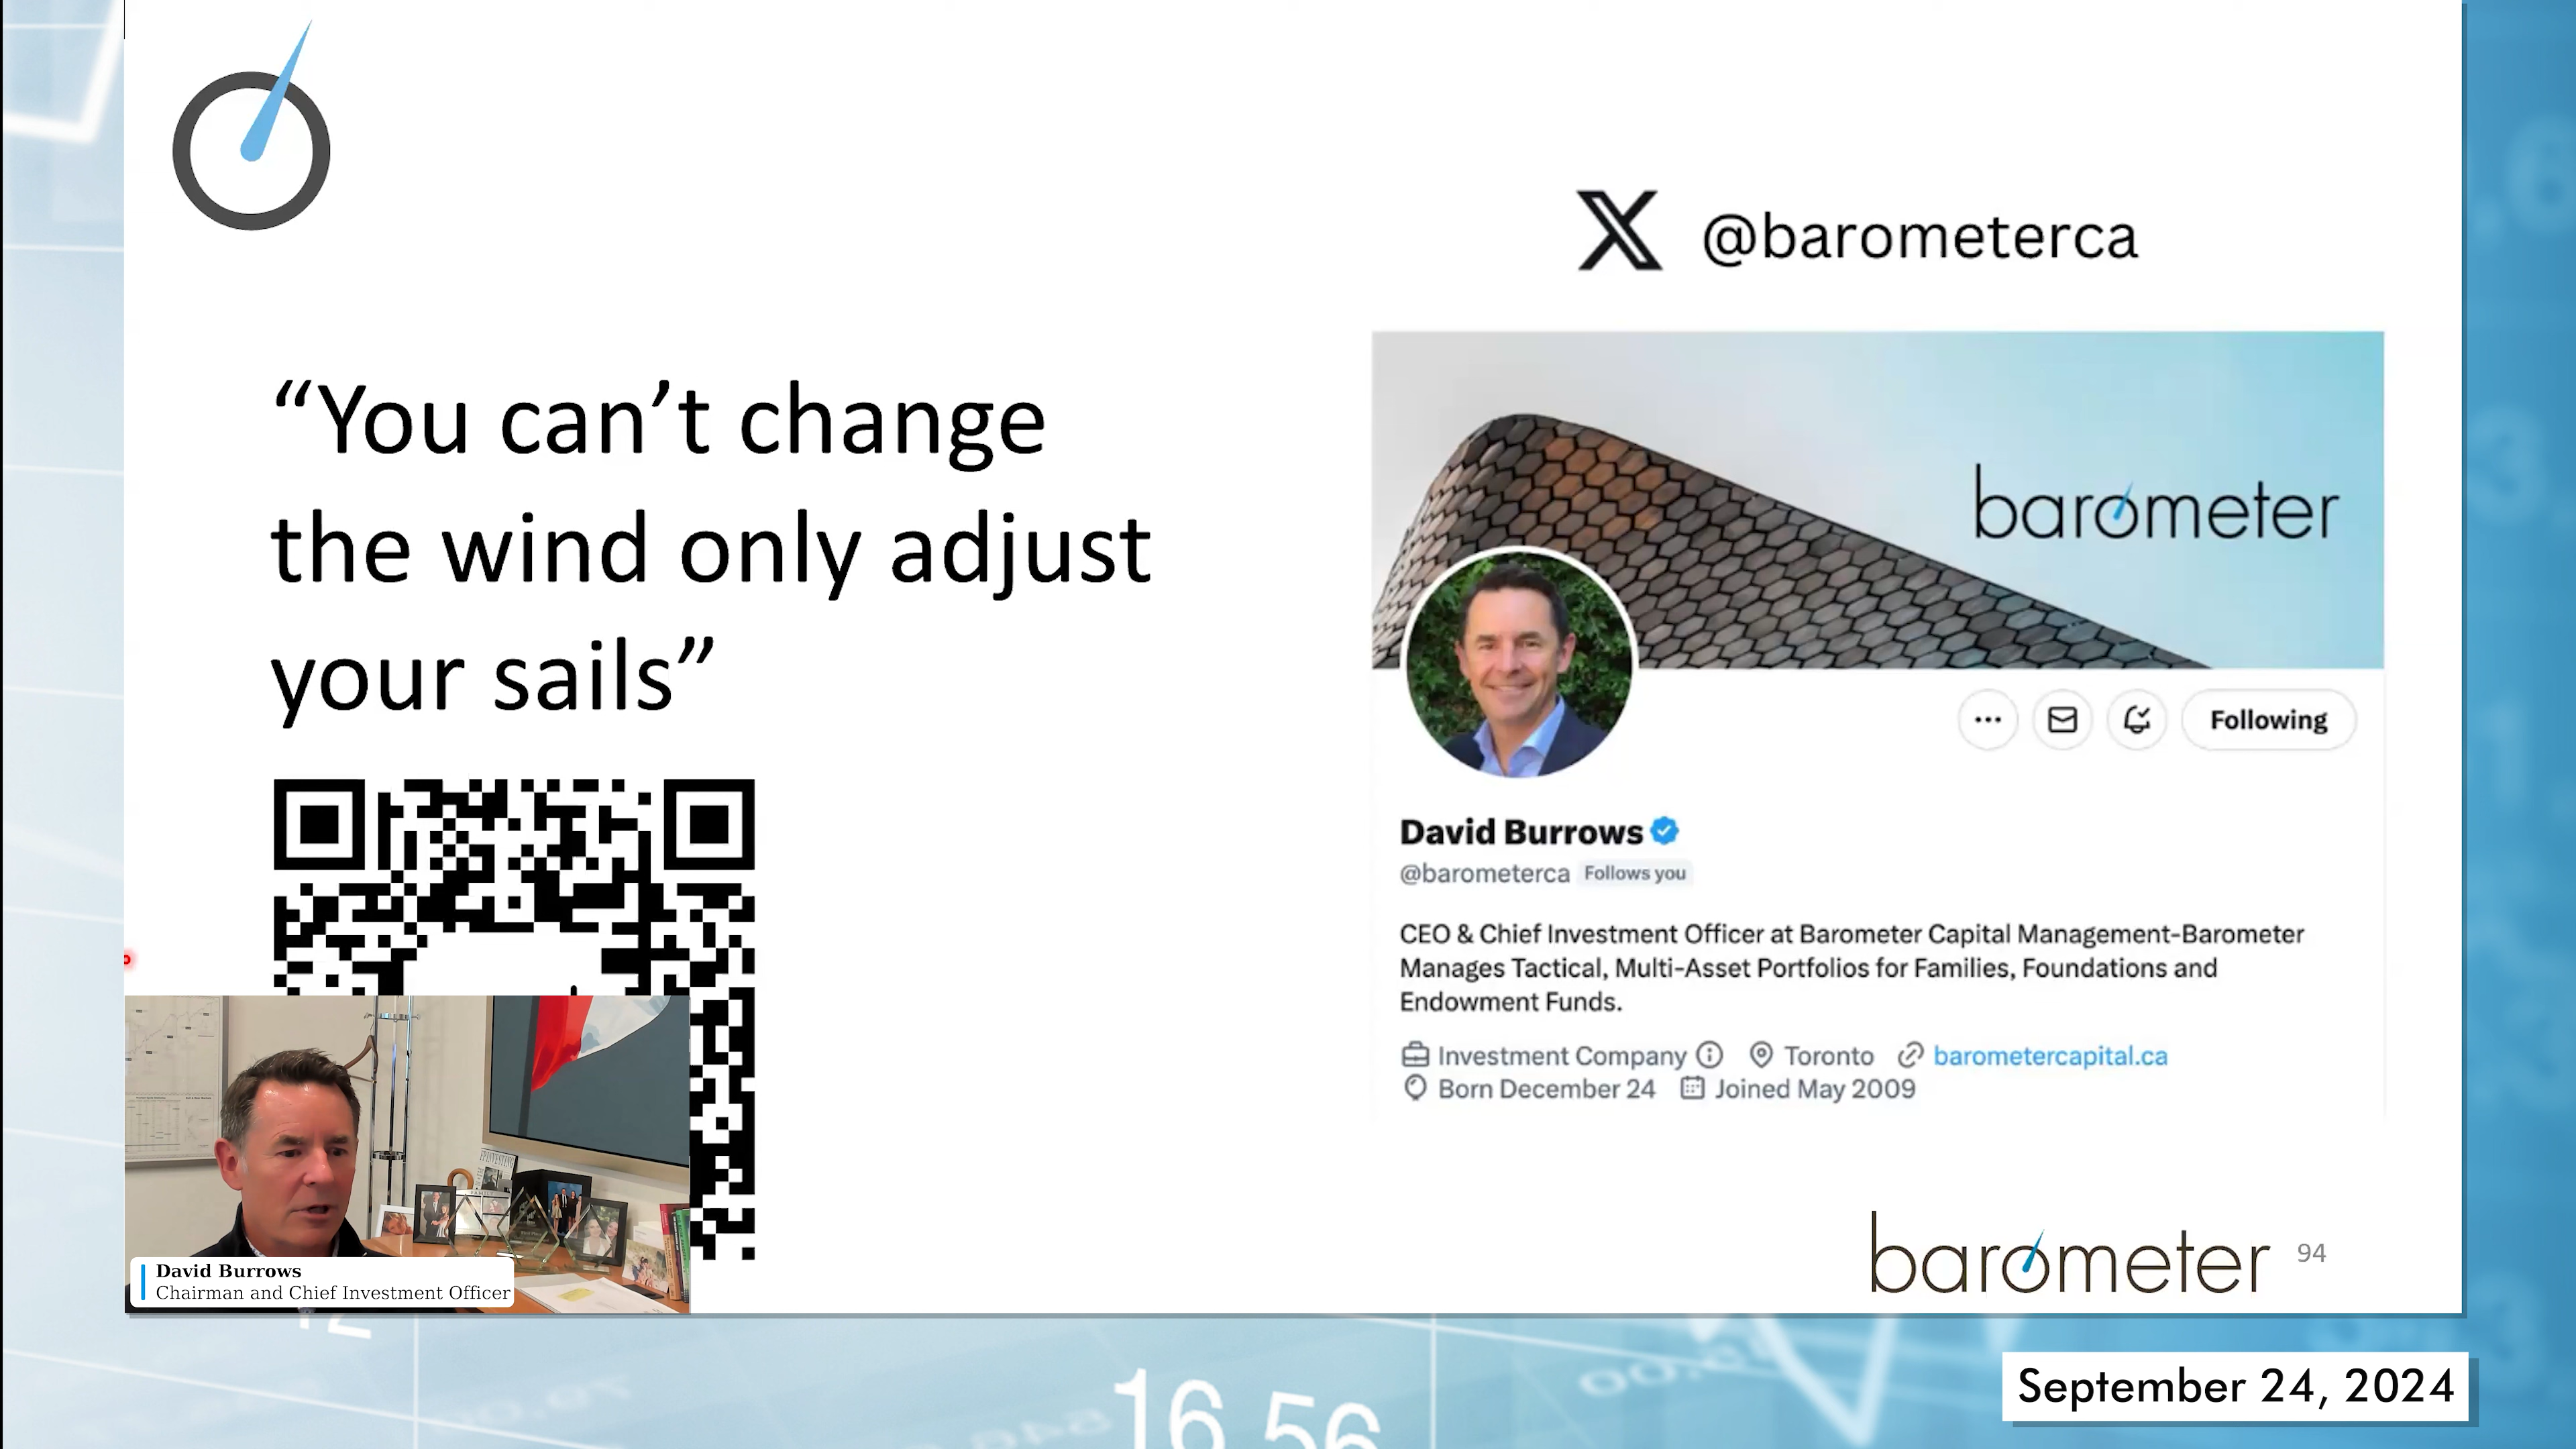 @barometerca
“You can’t change
the wind only adjust
your sails”
barometer
Following
David Burrows
@barometerca Follows you
CEO & Chief Investment Officer at Barometer Capital Management-Barometer
Manages Tactical, Multi-Asset Portfolios for Families, Foundations and
Endowment Funds.
Investment Company Toronto barometercapital.ca
Born December 24 Joined May 2009
David Burrows
Chairman and Chief Investment Officer
barometer 94
16.56
September 24, 2024